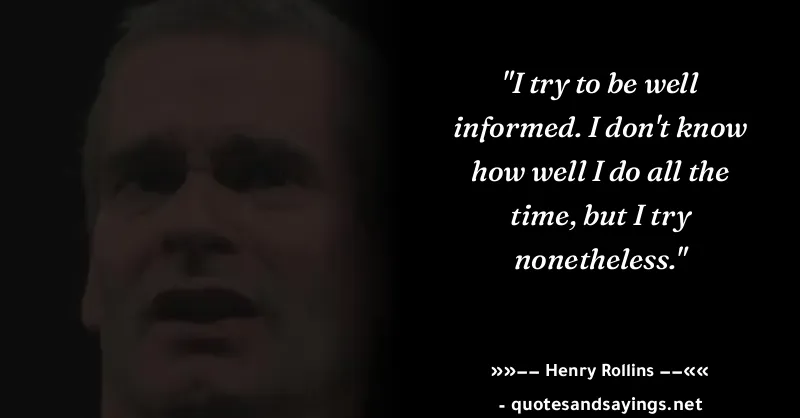 "I try to be well
informed. I don't know
how well I do all the
time, but I try
nonetheless."
»»−− Henry Rollins −−««
- quotesandsayings.net